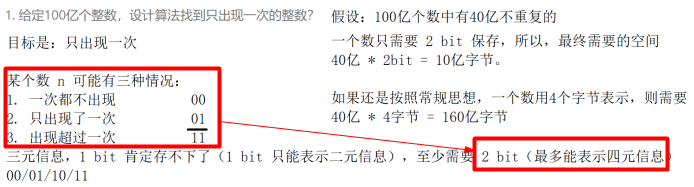 1. 给定100亿个整数，设计算法找到只出现一次的整数？
目标是：只出现一次
某个数 n 可能有三种情况：
1. 一次都不出现 00
2. 只出现了一次 01
3. 出现超过一次 11
三元信息，1 bit 肯定存不下了（1 bit 只能表示二元信息），至少需要 2 bit（最多能表示四元信息）
00/01/10/11
假设：100亿个数中有40亿不重复的
一个数只需要 2 bit 保存，所以，最终需要的空间
40亿 * 2bit = 10亿字节。
如果还是按照常规思想，一个数用4个字节表示，则需要
40亿 * 4字节 = 160亿字节